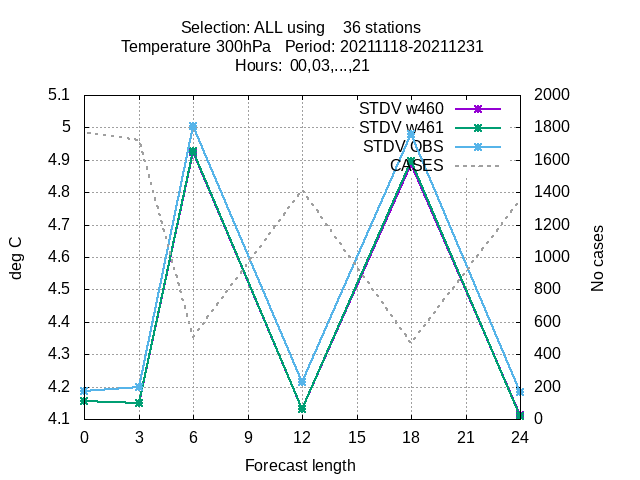 Selection: ALL using    36 stations
Temperature 300hPa   Period: 20211118-20211231
Hours:  00,03,...,21
STDV w460
STDV w461
STDV OBS
CASES
5.1
5
4.9
4.8
4.7
4.6
4.5
4.4
4.3
4.2
4.1
deg C
2000
1800
1600
1400
1200
1000
800
600
400
200
0
No cases
0 3 6 9 12 15 18 21 24
Forecast length